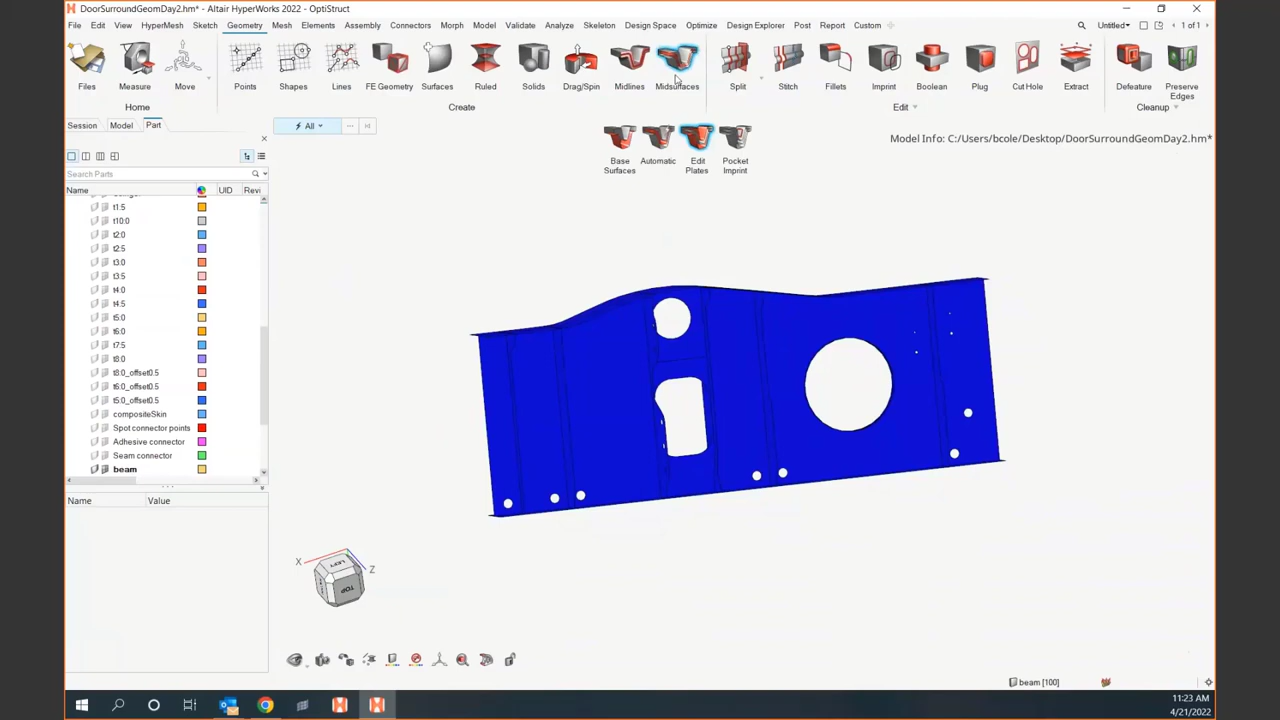 DoorSurroundGeomDay2.hm* - Altair HyperWorks 2022 - OptiStruct
File Edit View HyperMesh Sketch Geometry Mesh Elements Assembly Connectors Morph Model Validate Analyze Skeleton Design Space Optimize Design Explorer Post Report Custom Untitled* 1 of 1
Files Measure Move Points Shapes Lines FE Geometry Surfaces Ruled Solids Drag/Spin Midlines Midsurfaces Split Stitch Fillets Imprint Boolean Plug Cut Hole Extract Defeature Preserve Edges
Home Create Edit Cleanup
Session Model Part
All
Model Info: C:/Users/bcole/Desktop/DoorSurroundGeomDay2.hm*
Base Surfaces Automatic Edit Plates Pocket Imprint
Search Parts
Name UID Revi
t1.5
t10:0
t2:0
t2:5
t3:0
t3:5
t4:0
t4:5
t5:0
t6:0
t7:5
t8:0
t8:0_offset0.5
t6:0_offset0.5
t5:0_offset0.5
compositeSkin
Spot connector points
Adhesive connector
Seam connector
beam
Name Value
X Z
LEFT
TOP
beam [100]
11:23 AM
4/21/2022